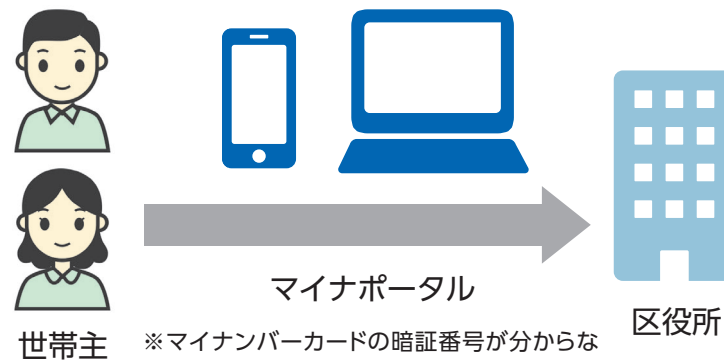 マイナポータル
区役所
世帯主
※マイナンバーカードの暗証番号が分からな